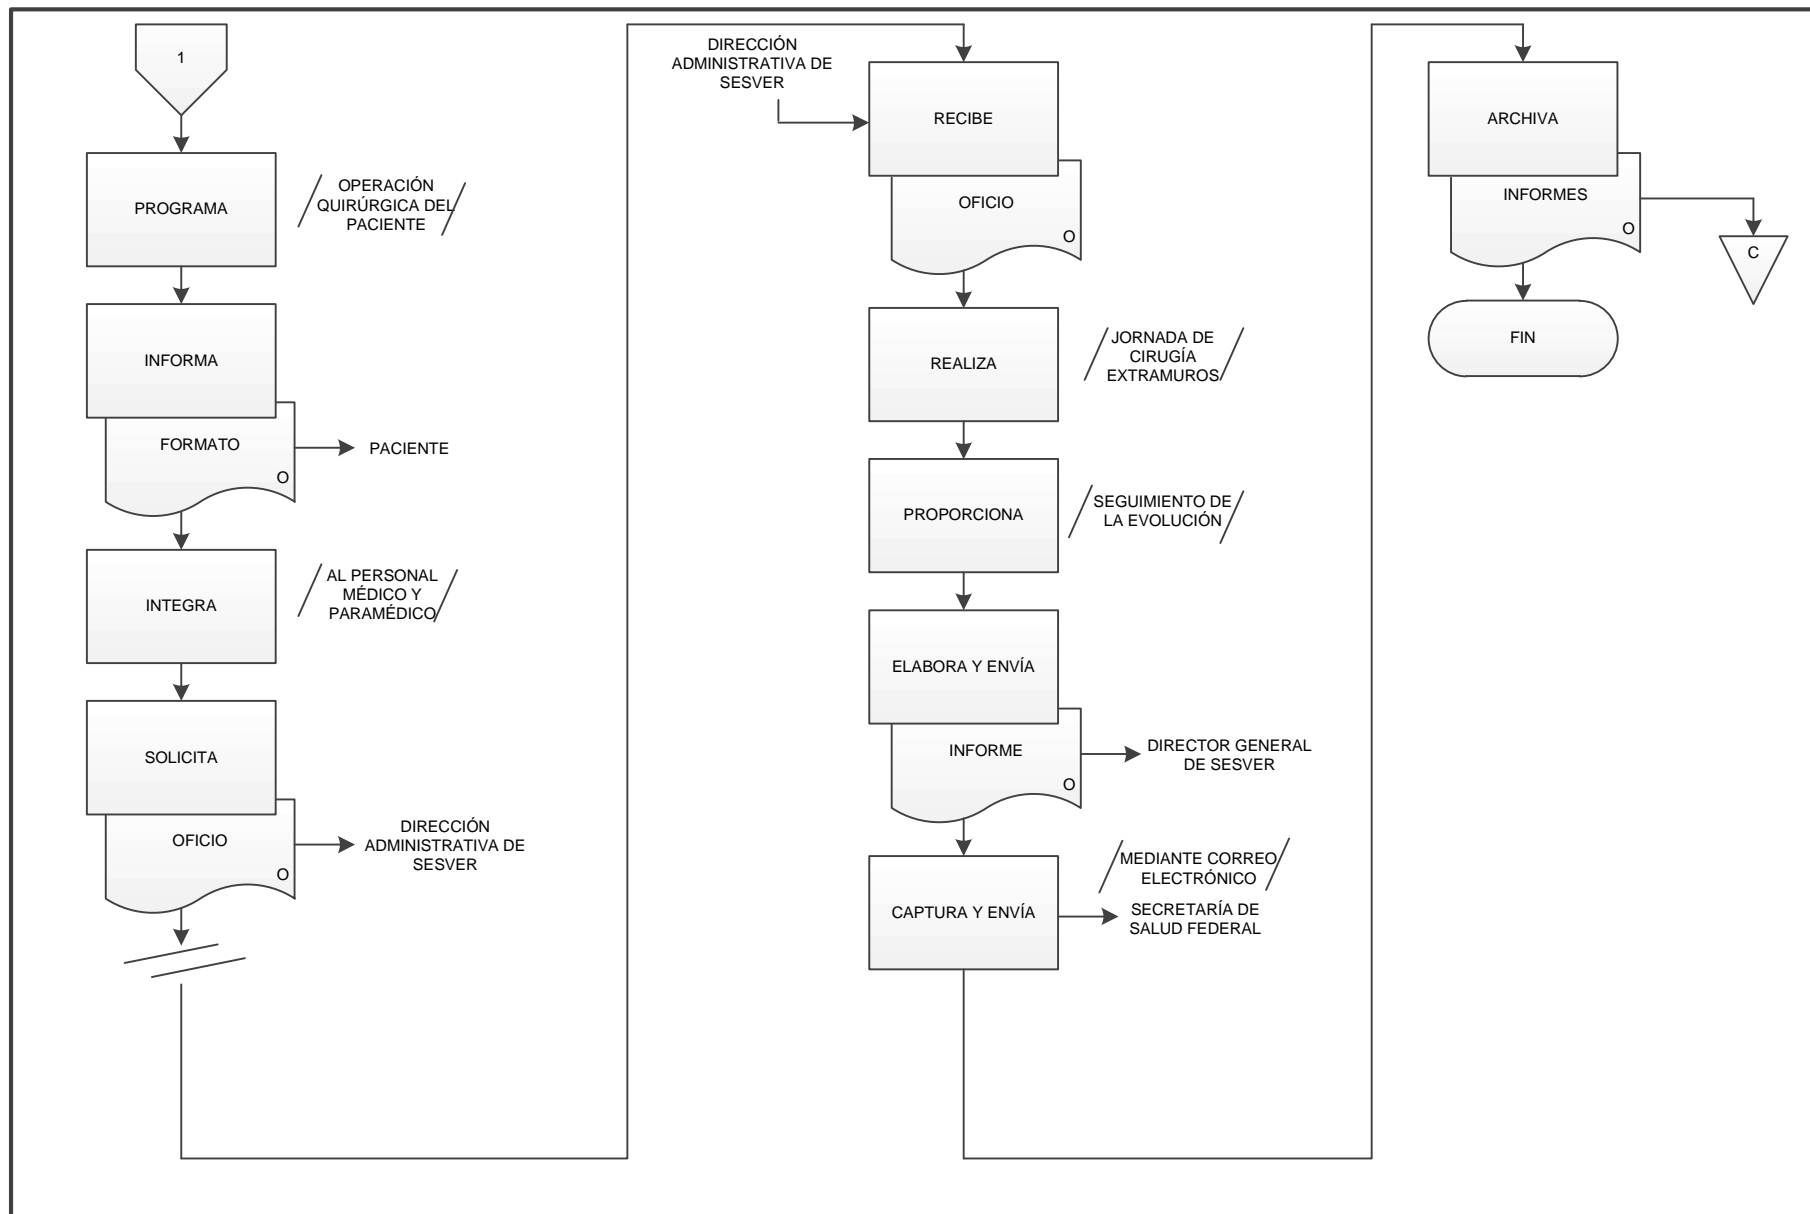 1
PROGRAMA
OPERACIÓN
QUIRÚRGICA DEL
PACIENTE
INFORMA
FORMATO
O
PACIENTE
INTEGRA
AL PERSONAL
MÉDICO Y
PARAMÉDICO
SOLICITA
OFICIO
O
DIRECCIÓN
ADMINISTRATIVA DE
SESVER
DIRECCIÓN
ADMINISTRATIVA DE
SESVER
RECIBE
OFICIO
O
REALIZA
JORNADA DE
CIRUGÍA
EXTRAMUROS
PROPORCIONA
SEGUIMIENTO DE
LA EVOLUCIÓN
ELABORA Y ENVÍA
INFORME
O
DIRECTOR GENERAL
DE SESVER
CAPTURA Y ENVÍA
MEDIANTE CORREO
ELECTRÓNICO
SECRETARÍA DE
SALUD FEDERAL
ARCHIVA
INFORMES
O
C
FIN